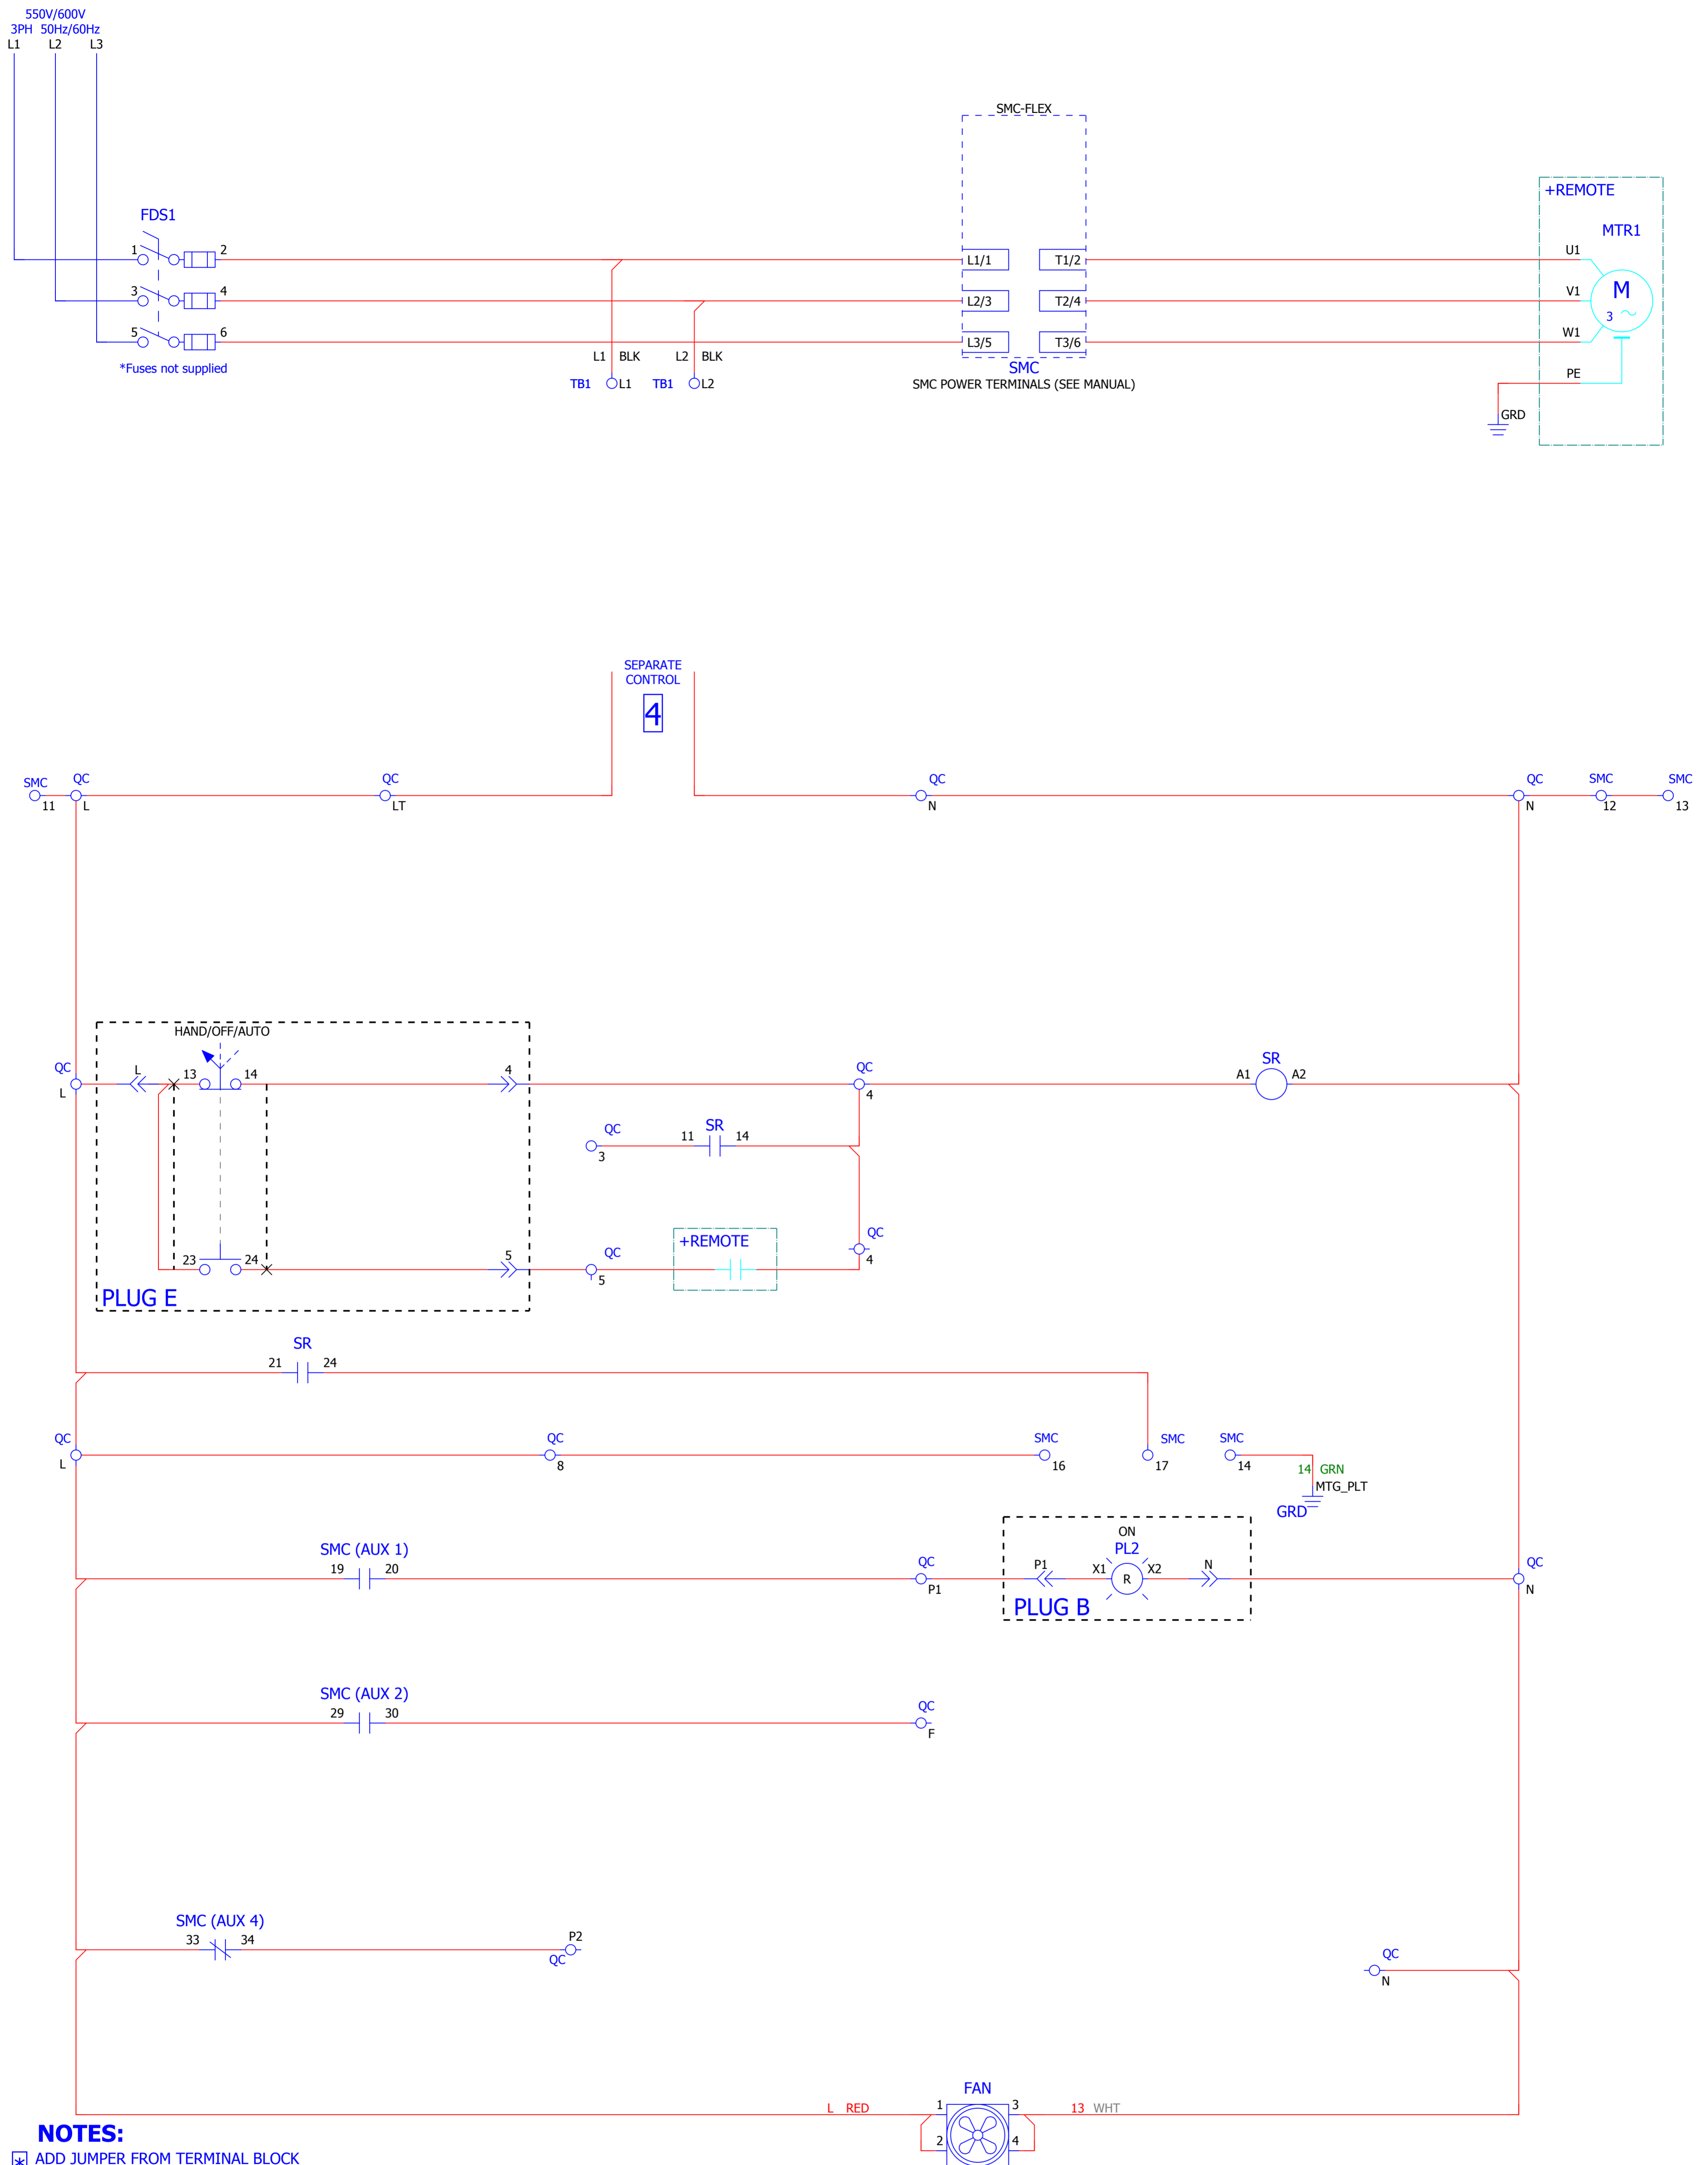 550V/600V
3PH 50Hz/60Hz
L1 L2 L3
SMC-FLEX
+REMOTE
FDS1
MTR1
1 2
L1/1 T1/2
U1
3 4
L2/3 T2/4
V1
M
3
5 6
L3/5 T3/6
W1
*Fuses not supplied
L1 BLK L2 BLK
SMC
TB1 L1 TB1 L2
SMC POWER TERMINALS (SEE MANUAL)
PE
GRD
SEPARATE
CONTROL
4
SMC QC QC QC QC SMC SMC
11 L LT N N 12 13
HAND/OFF/AUTO
QC L 13 14 4 QC A1 SR A2
L 4
QC 11 SR 14
3
+REMOTE QC
23 24 5 QC 4
5
PLUG E
SR
21 24
QC QC SMC SMC SMC
L 8 16 17 14
14 GRN
MTG_PLT
GRD
ON
SMC (AUX 1) PL2
19 20 QC P1 X1 R X2 N QC
P1 N
PLUG B
SMC (AUX 2)
29 30 QC
F
SMC (AUX 4)
33 34 P2
QC QC
N
FAN
L RED 1 3 13 WHT
2 4
NOTES:
* ADD JUMPER FROM TERMINAL BLOCK